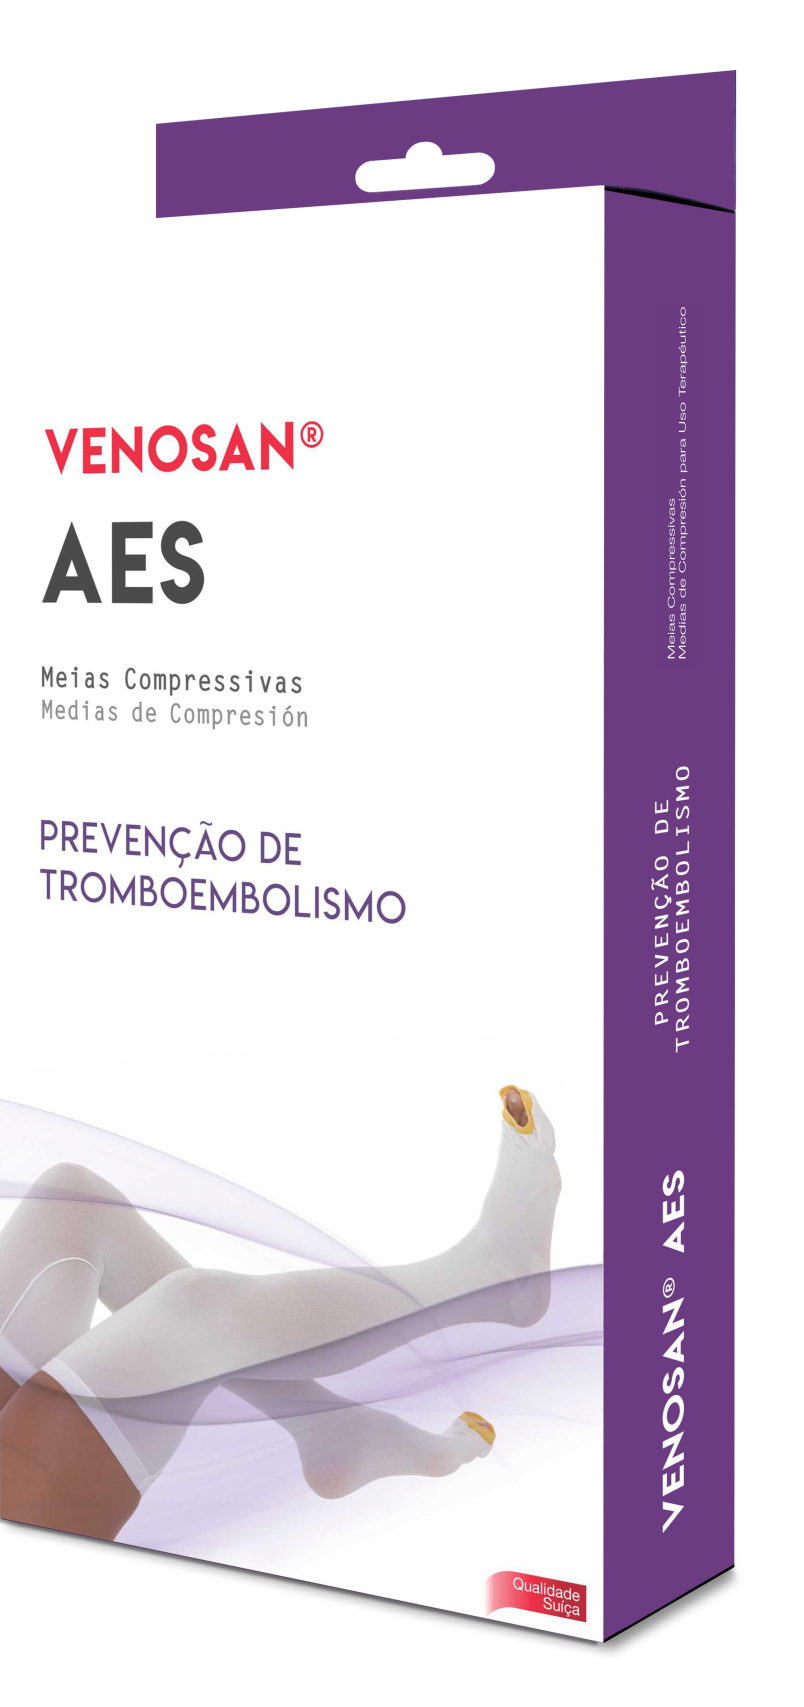 VENOSAN®
AES
Meias Compressivas
Medias de Compresión
PREVENÇÃO DE
TROMBOEMBOLISMO
Qualidade
Suíça
Meias Compressivas
Medias de Compresión para Uso Terapéutico
PREVENÇÃO DE
TROMBOEMBOLISMO
VENOSAN® AES